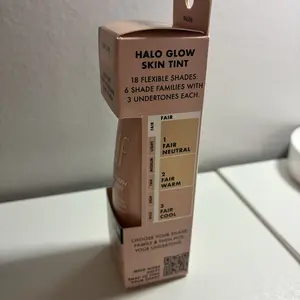 HALO GLOW
SKIN TINT
18 FLEXIBLE SHADES.
6 SHADE FAMILIES WITH
3 UNDERTONES EACH.
FAIR
FAIR
1
FAIR
NEUTRAL
2
FAIR
WARM
3
FAIR
COOL
CHOOSE YOUR SHADE
FAMILY & THEN PICK
YOUR UNDERTONE.